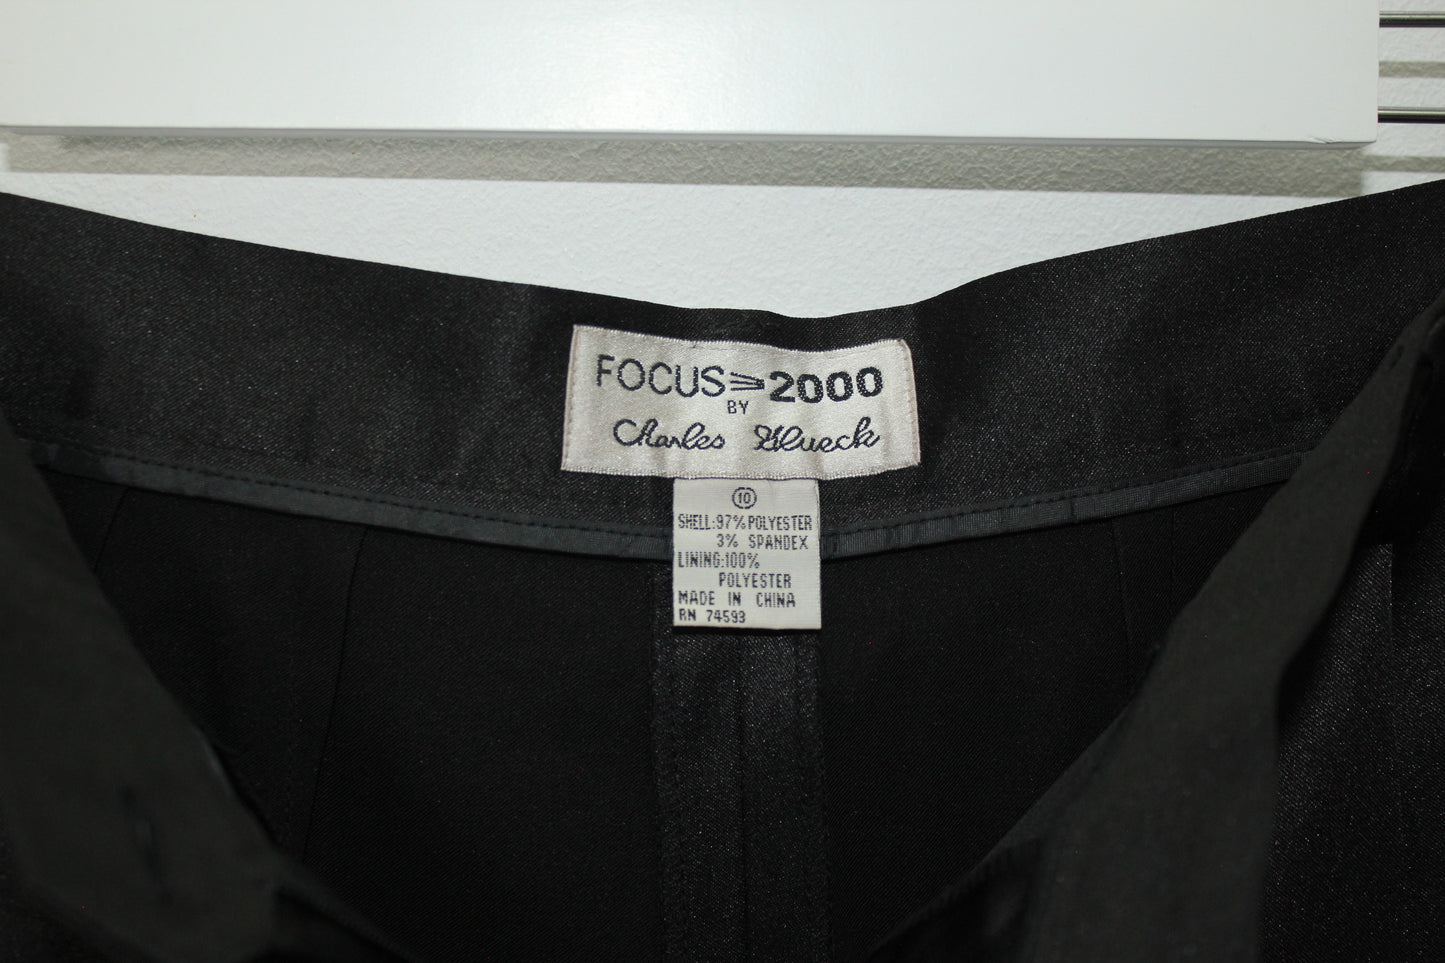 FOCUS 2000
BY
Charles Glueck
10
SHELL:97%POLYESTER
3% SPANDEX
LINING:100%
POLYESTER
MADE IN CHINA
RN 74593